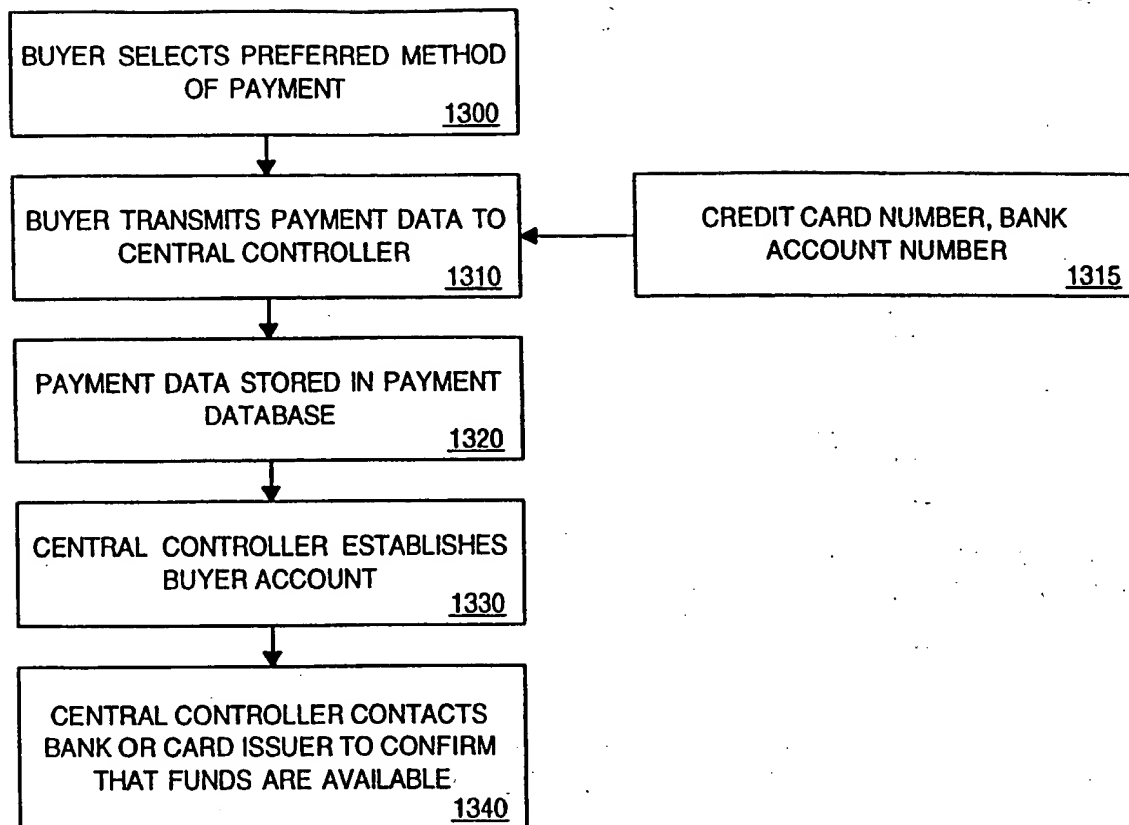 BUYER SELECTS PREFERRED METHOD
OF PAYMENT
1300
BUYER TRANSMITS PAYMENT DATA TO
CENTRAL CONTROLLER
1310
CREDIT CARD NUMBER, BANK
ACCOUNT NUMBER
1315
PAYMENT DATA STORED IN PAYMENT
DATABASE
1320
CENTRAL CONTROLLER ESTABLISHES
BUYER ACCOUNT
1330
CENTRAL CONTROLLER CONTACTS
BANK OR CARD ISSUER TO CONFIRM
THAT FUNDS ARE AVAILABLE
1340